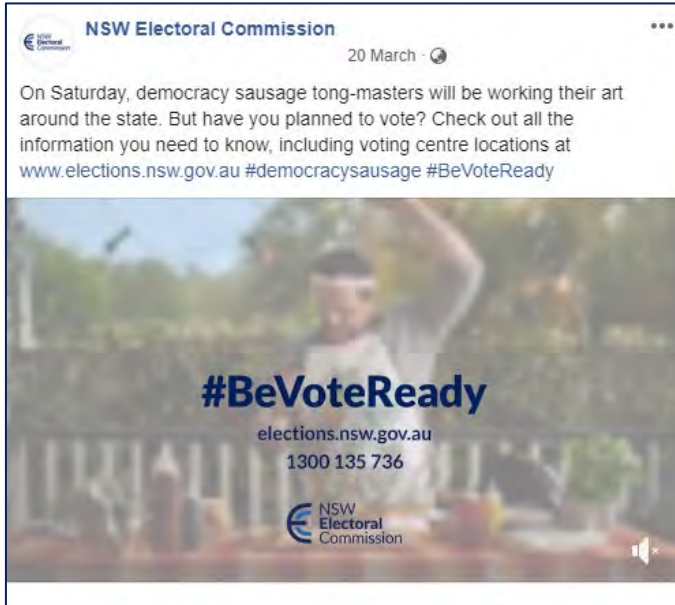 NSW Electoral Commission
NSW
Electoral
Commission
20 March
On Saturday, democracy sausage tong-masters will be working their art
around the state. But have you planned to vote? Check out all the
information you need to know, including voting centre locations at
www.elections.nsw.gov.au #democracysausage #BeVoteReady
#BeVoteReady
elections.nsw.gov.au
1300 135 736
NSW
Electoral
Commission